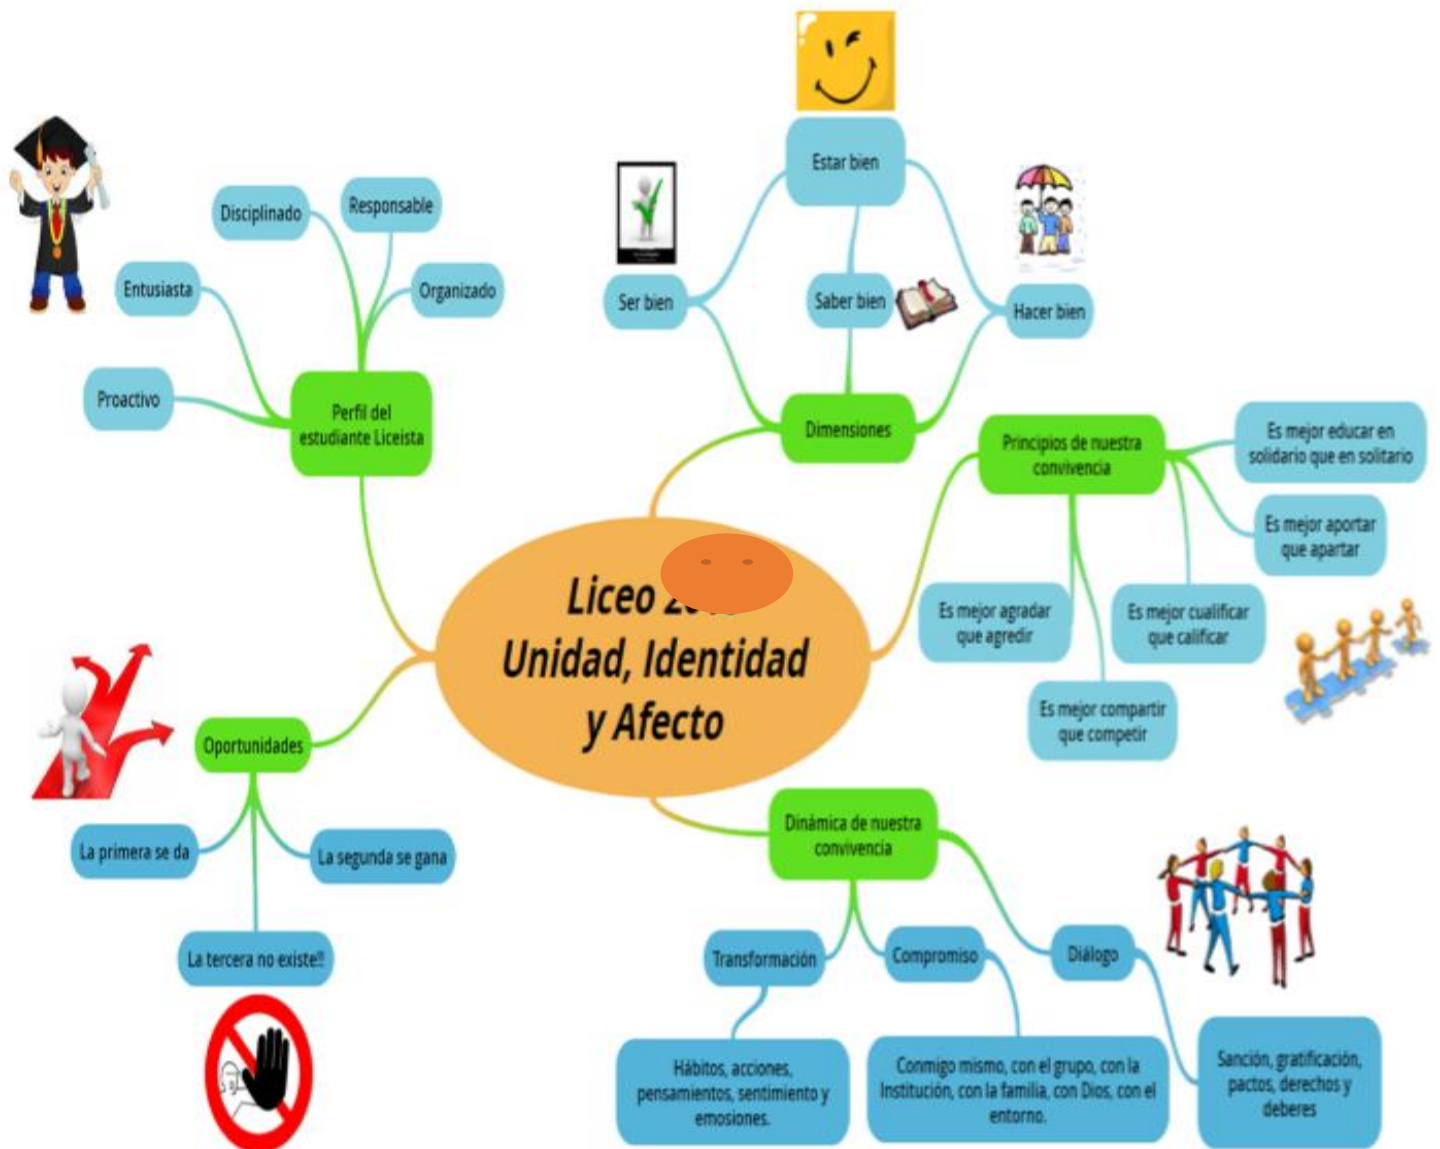 Estar bien
Ser bien
Saber bien
Hacer bien
Dimensiones
Disciplinado
Responsable
Entusiasta
Organizado
Proactivo
Perfil del
estudiante Liceista
Principios de nuestra
convivencia
Es mejor educar en
solidario que en solitario
Es mejor aportar
que apartar
Es mejor agradar
que agredir
Es mejor cualificar
que calificar
Es mejor compartir
que competir
Liceo
Unidad, Identidad
y Afecto
Oportunidades
La primera se da
La segunda se gana
La tercera no existe!!
Dinámica de nuestra
convivencia
Transformación
Compromiso
Diálogo
Hábitos, acciones,
pensamientos, sentimiento y
emosiones.
Conmigo mismo, con el grupo, con la
Institución, con la familia, con Dios, con el
entorno.
Sanción, gratificación,
pactos, derechos y
deberes